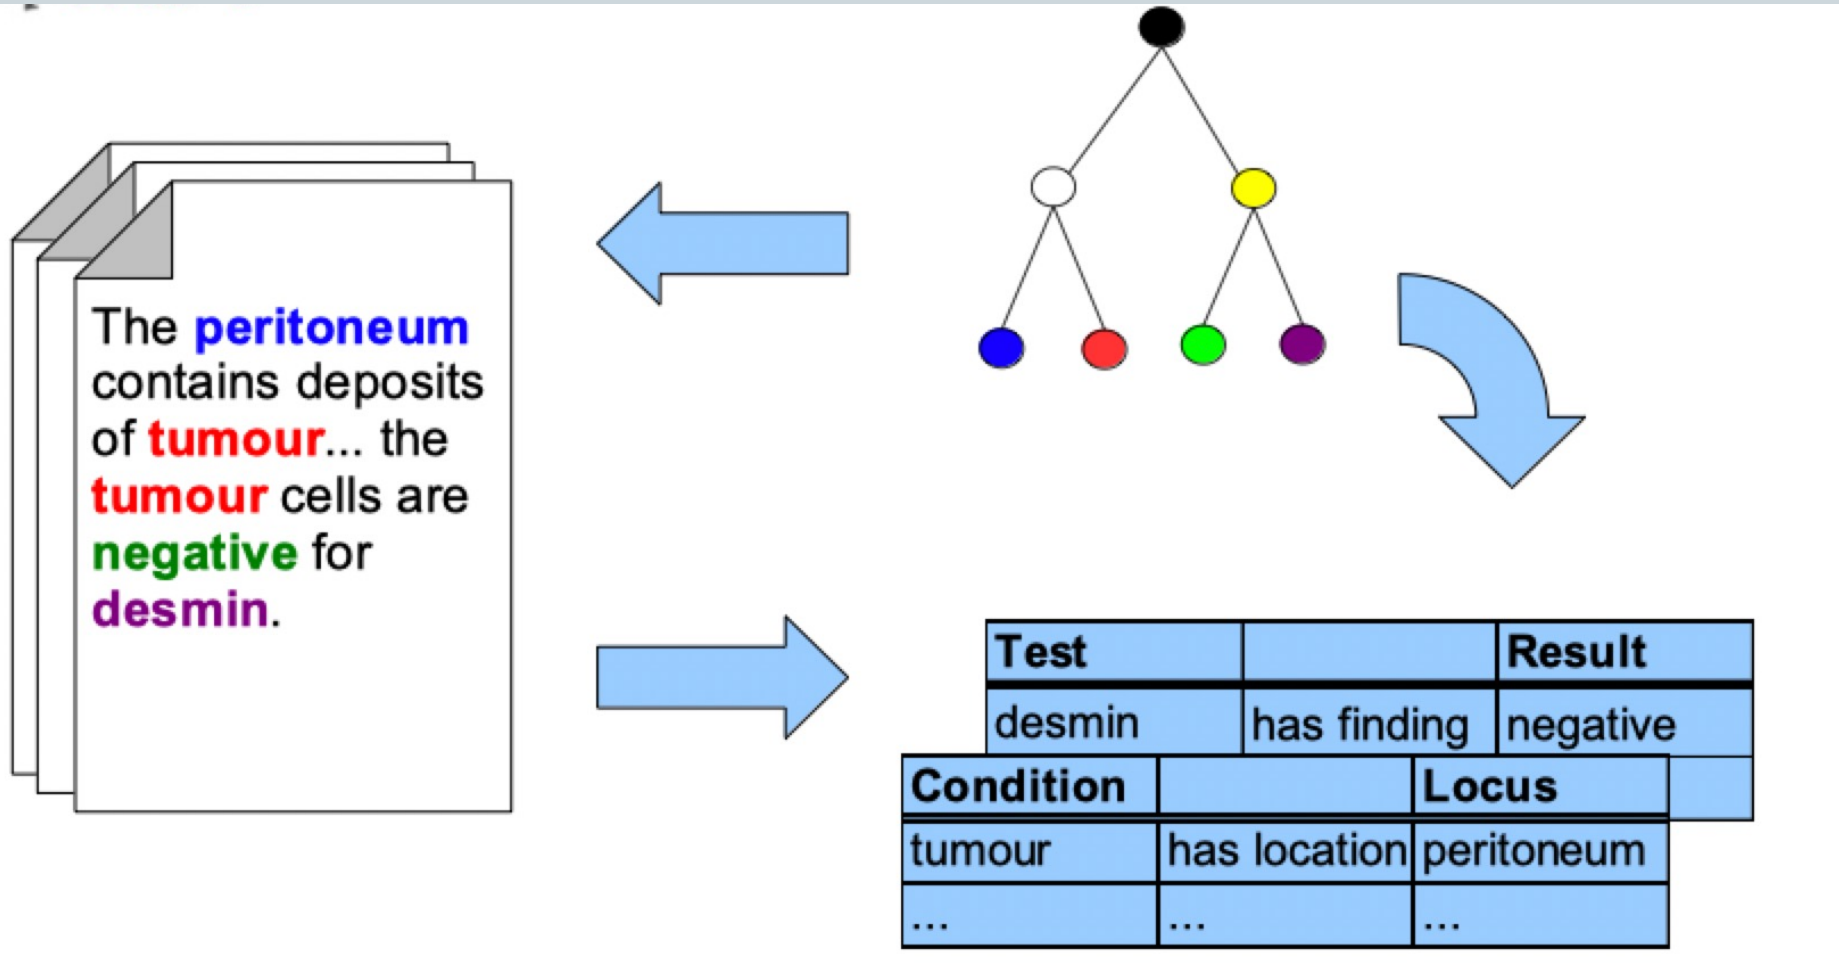 The peritoneum
contains deposits
of tumour... the
tumour cells are
negative for
desmin.
Test Result
desmin has finding negative
Condition Locus
tumour has location peritoneum
... ... ...